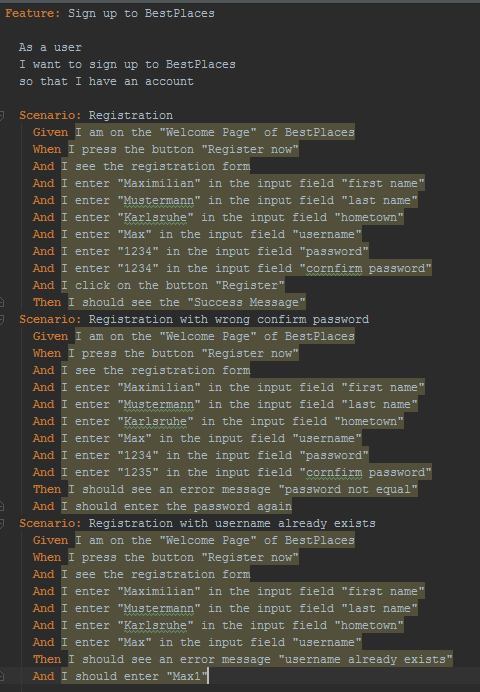 Feature: Sign up to BestPlaces
As a user
I want to sign up to BestPlaces
so that I have an account
Scenario: Registration
Given I am on the "Welcome Page" of BestPlaces
When I press the button "Register now"
And I see the registration form
And I enter "Maximilian" in the input field "first name"
And I enter "Mustermann" in the input field "last name"
And I enter "Karlsruhe" in the input field "hometown"
And I enter "Max" in the input field "username"
And I enter "1234" in the input field "password"
And I enter "1234" in the input field "cornfirm password"
And I click on the button "Register"
Then I should see the "Success Message"
Scenario: Registration with wrong confirm password
Given I am on the "Welcome Page" of BestPlaces
When I press the button "Register now"
And I see the registration form
And I enter "Maximilian" in the input field "first name"
And I enter "Mustermann" in the input field "last name"
And I enter "Karlsruhe" in the input field "hometown"
And I enter "Max" in the input field "username"
And I enter "1234" in the input field "password"
And I enter "1235" in the input field "cornfirm password"
Then I should see an error message "password not equal"
And I should enter the password again
Scenario: Registration with username already exists
Given I am on the "Welcome Page" of BestPlaces
When I press the button "Register now"
And I see the registration form
And I enter "Maximilian" in the input field "first name"
And I enter "Mustermann" in the input field "last name"
And I enter "Karlsruhe" in the input field "hometown"
And I enter "Max" in the input field "username"
Then I should see an error message "username already exists"
And I should enter "Max1"